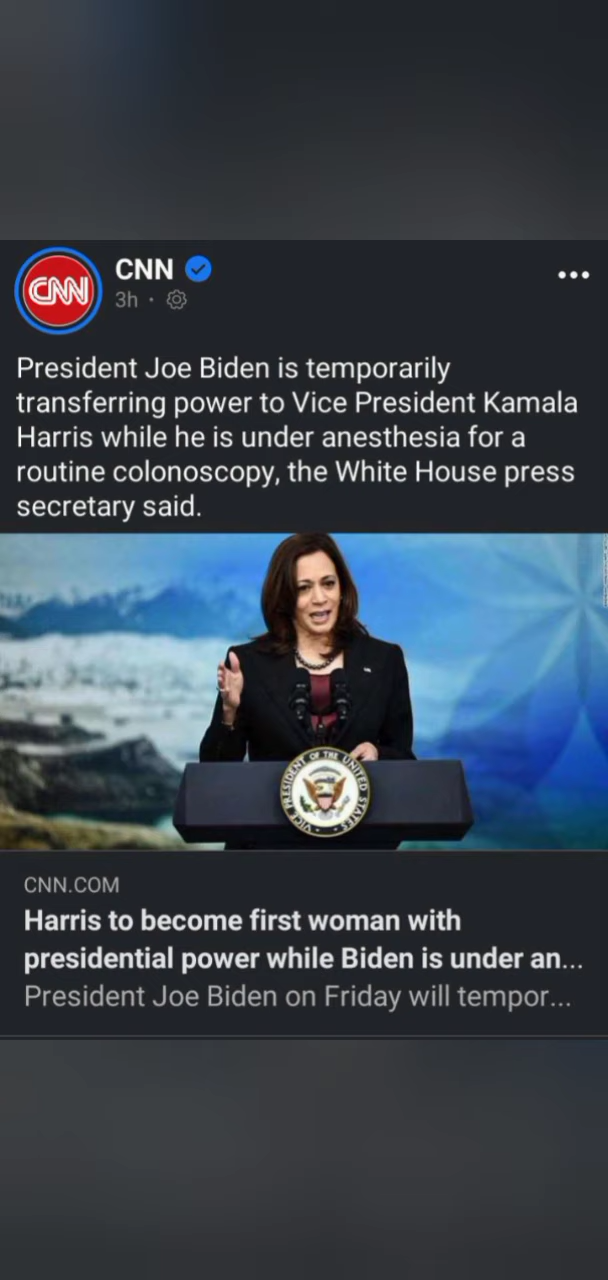 CNN
CNN
3h ·
President Joe Biden is temporarily
transferring power to Vice President Kamala
Harris while he is under anesthesia for a
routine colonoscopy, the White House press
secretary said.
VICE PRESIDENT OF THE UNITED STATES
CNN.COM
Harris to become first woman with
presidential power while Biden is under an...
President Joe Biden on Friday will tempor...